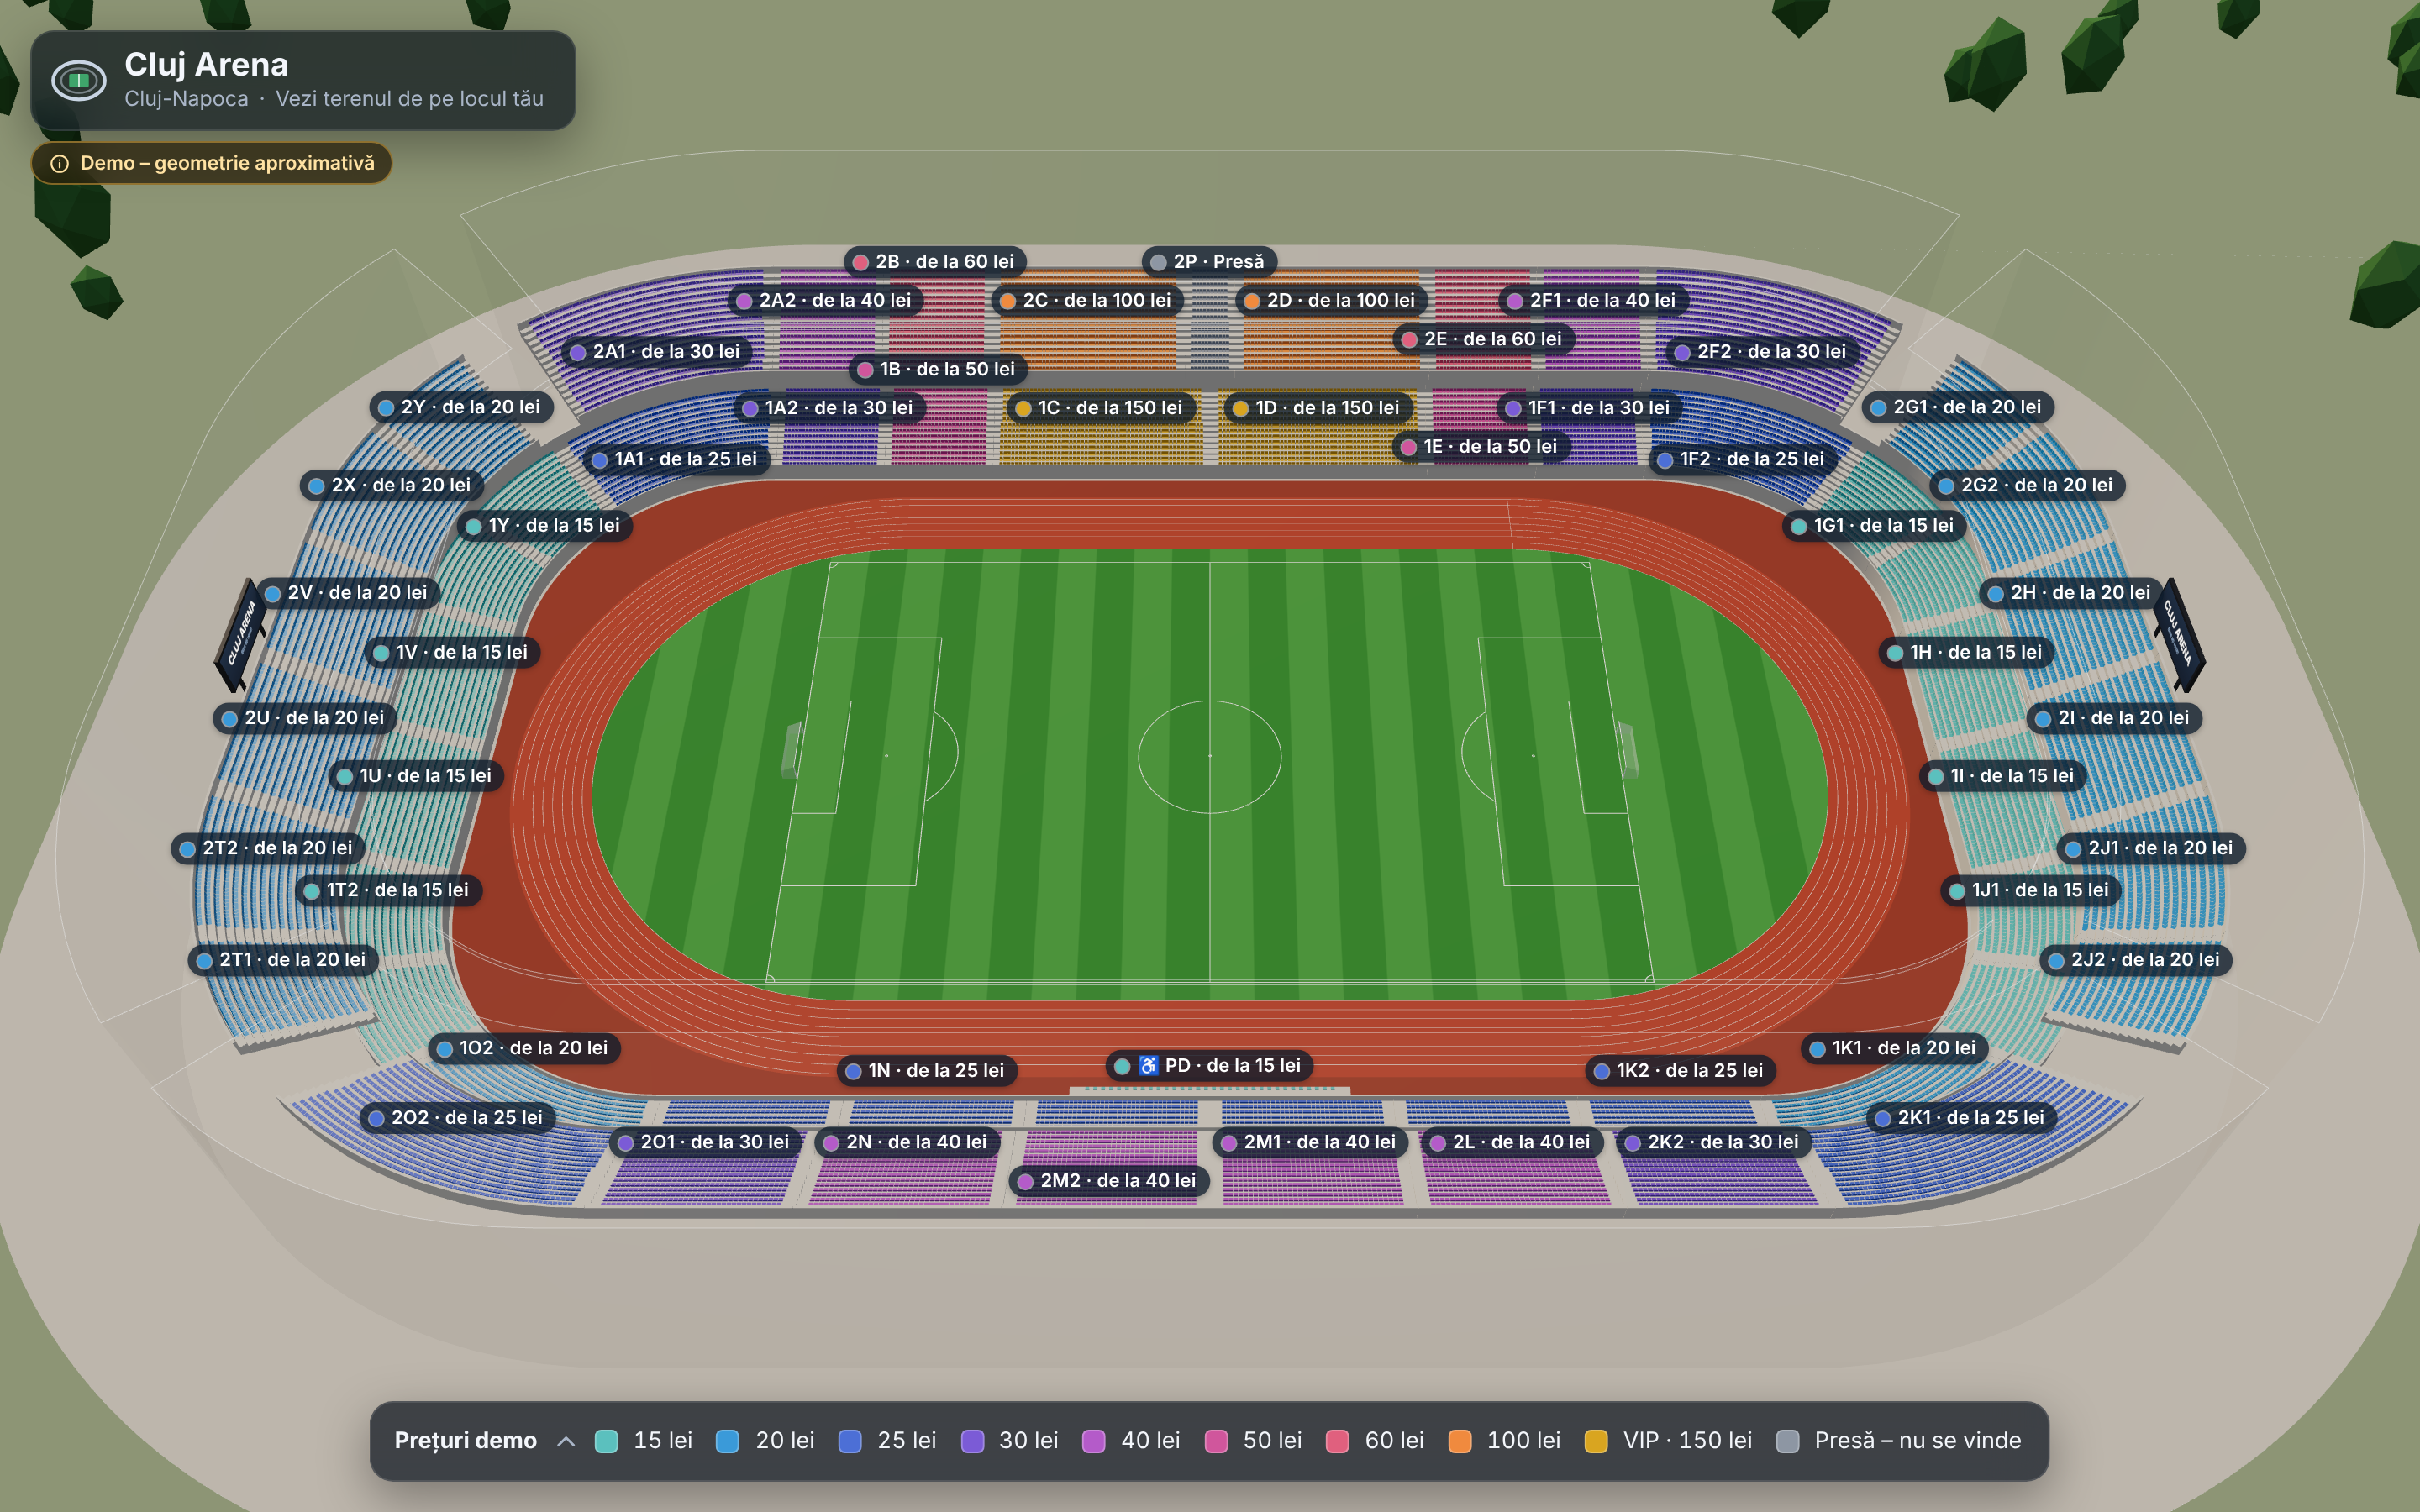 Cluj Arena
Cluj-Napoca · Vezi terenul de pe locul tău
Demo – geometrie aproximativă
2B · de la 60 lei
2P · Presă
2A2 · de la 40 lei
2C · de la 100 lei
2D · de la 100 lei
2F1 · de la 40 lei
2E · de la 60 lei
2A1 · de la 30 lei
2F2 · de la 30 lei
1B · de la 50 lei
2Y · de la 20 lei
1A2 · de la 30 lei
1C · de la 150 lei
1D · de la 150 lei
1F1 · de la 30 lei
2G1 · de la 20 lei
1E · de la 50 lei
1A1 · de la 25 lei
1F2 · de la 25 lei
2X · de la 20 lei
2G2 · de la 20 lei
1Y · de la 15 lei
1G1 · de la 15 lei
2V · de la 20 lei
2H · de la 20 lei
CLUJ ARENA
CLUJ ARENA
1V · de la 15 lei
1H · de la 15 lei
2U · de la 20 lei
2I · de la 20 lei
1U · de la 15 lei
1I · de la 15 lei
2T2 · de la 20 lei
2J1 · de la 20 lei
1T2 · de la 15 lei
1J1 · de la 15 lei
2T1 · de la 20 lei
2J2 · de la 20 lei
1O2 · de la 20 lei
1K1 · de la 20 lei
1N · de la 25 lei
♿ PD · de la 15 lei
1K2 · de la 25 lei
2O2 · de la 25 lei
2K1 · de la 25 lei
2O1 · de la 30 lei
2N · de la 40 lei
2M1 · de la 40 lei
2L · de la 40 lei
2K2 · de la 30 lei
2M2 · de la 40 lei
Prețuri demo
15 lei
20 lei
25 lei
30 lei
40 lei
50 lei
60 lei
100 lei
VIP · 150 lei
Presă – nu se vinde